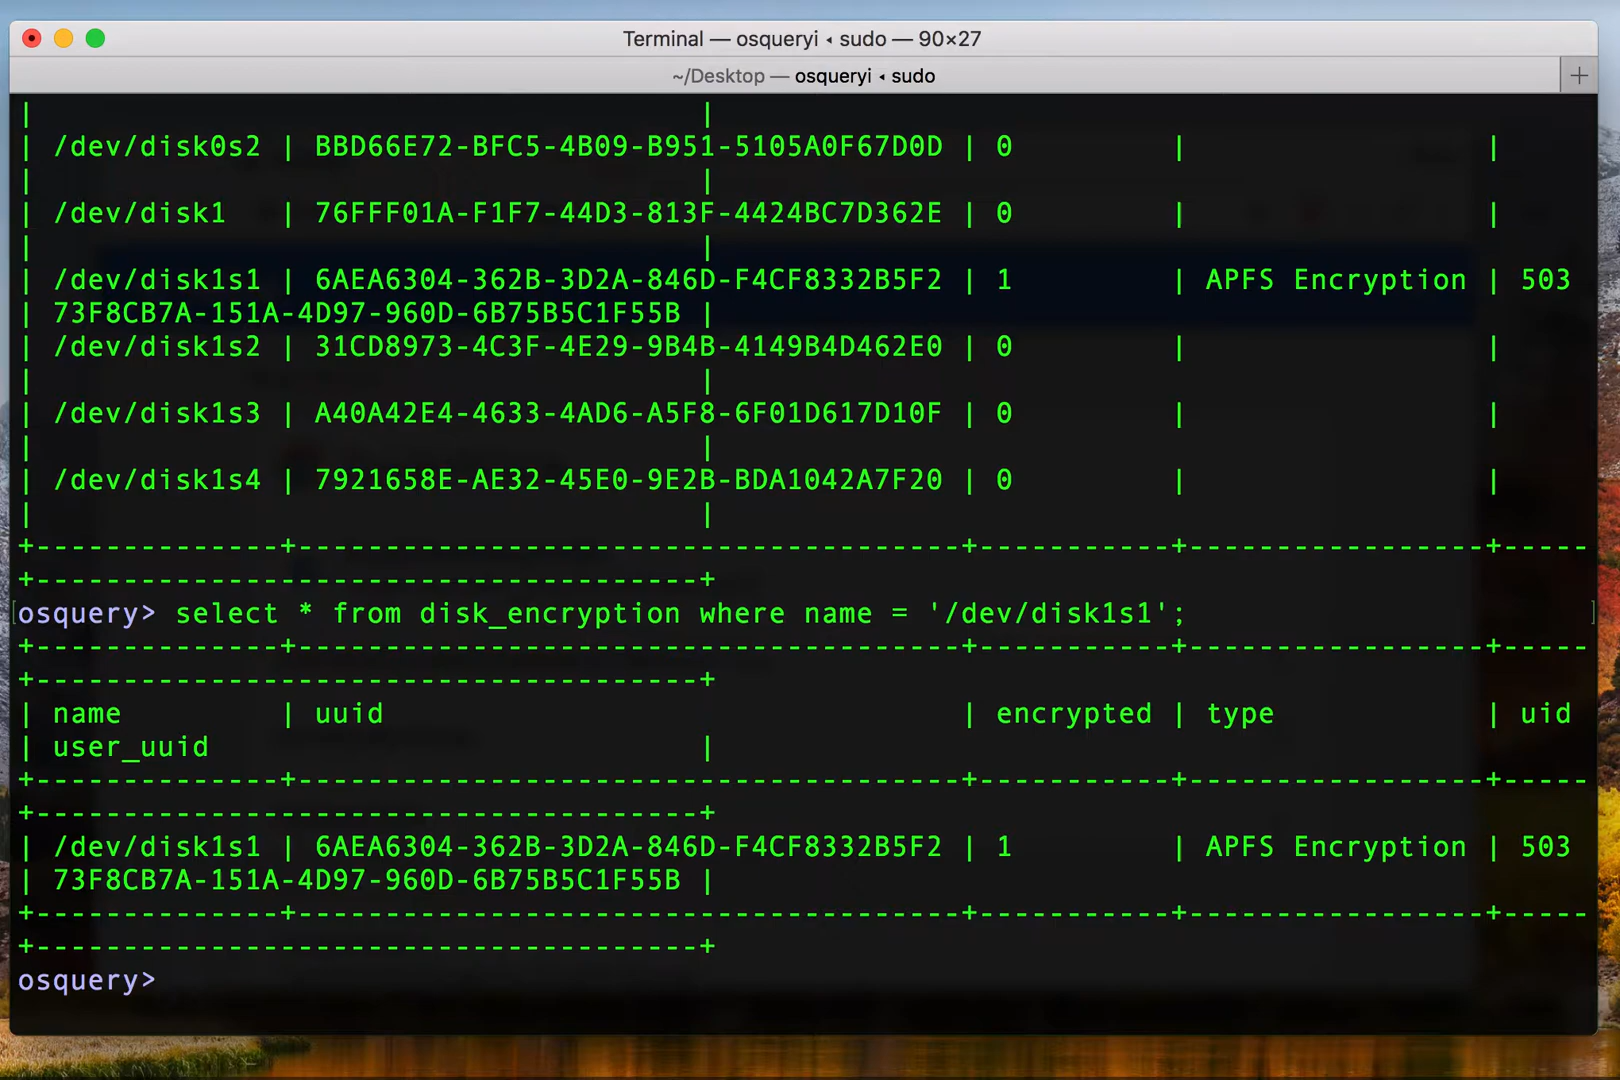 Terminal — osqueryi ◂ sudo — 90×27
~/Desktop — osqueryi ◂ sudo +
|                                       |
| /dev/disk0s2 | BBD66E72-BFC5-4B09-B951-5105A0F67D0D | 0         |                 |
|                                       |
| /dev/disk1   | 76FFF01A-F1F7-44D3-813F-4424BC7D362E | 0         |                 |
|                                       |
| /dev/disk1s1 | 6AEA6304-362B-3D2A-846D-F4CF8332B5F2 | 1         | APFS Encryption | 503
| 73F8CB7A-151A-4D97-960D-6B75B5C1F55B |
| /dev/disk1s2 | 31CD8973-4C3F-4E29-9B4B-4149B4D462E0 | 0         |                 |
|                                       |
| /dev/disk1s3 | A40A42E4-4633-4AD6-A5F8-6F01D617D10F | 0         |                 |
|                                       |
| /dev/disk1s4 | 7921658E-AE32-45E0-9E2B-BDA1042A7F20 | 0         |                 |
|                                       |
+--------------+--------------------------------------+-----------+-----------------+-----
+--------------------------------------+
osquery> select * from disk_encryption where name = '/dev/disk1s1';
+--------------+--------------------------------------+-----------+-----------------+-----
+--------------------------------------+
| name         | uuid                                 | encrypted | type            | uid
| user_uuid                            |
+--------------+--------------------------------------+-----------+-----------------+-----
+--------------------------------------+
| /dev/disk1s1 | 6AEA6304-362B-3D2A-846D-F4CF8332B5F2 | 1         | APFS Encryption | 503
| 73F8CB7A-151A-4D97-960D-6B75B5C1F55B |
+--------------+--------------------------------------+-----------+-----------------+-----
+--------------------------------------+
osquery>